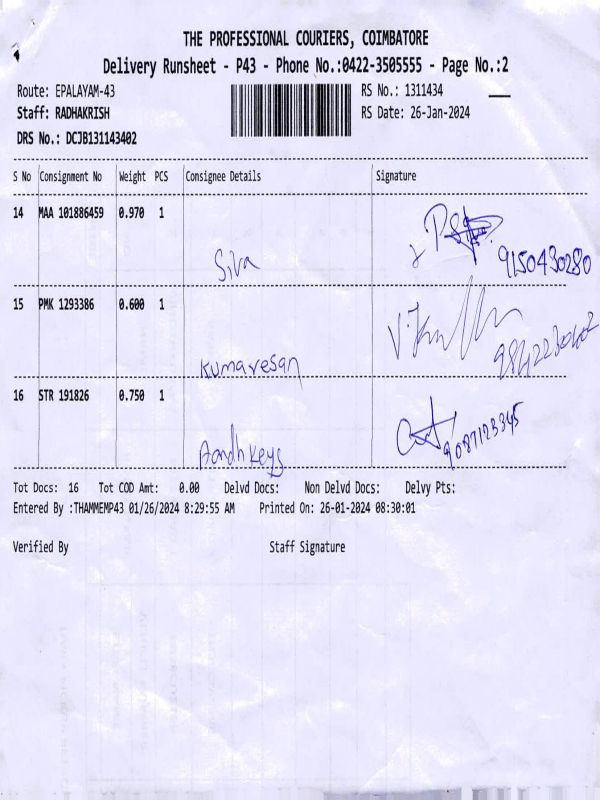 THE PROFESSIONAL COURIERS, COIMBATORE
Delivery Runsheet - P43 - Phone No.:0422-3505555 - Page No.:2
Route: EPALAYAM-43 RS No.: 1311434
Staff: RADHAKRISH RS Date: 26-Jan-2024
DRS No.: DCJB131143402
S No Consignment No Weight PCS Consignee Details Signature
14 MAA 101886459 0.970 1
Siva 9150430280
15 PMK 1293386 0.600 1
Kumaresan
16 STR 191826 0.750 1
Aandhkeys 9087123345
Tot Docs: 16 Tot COD Amt: 0.00 Delvd Docs: Non Delvd Docs: Delvy Pts:
Entered By :THAMMEMP43 01/26/2024 8:29:55 AM Printed On: 26-01-2024 08:30:01
Verified By Staff Signature